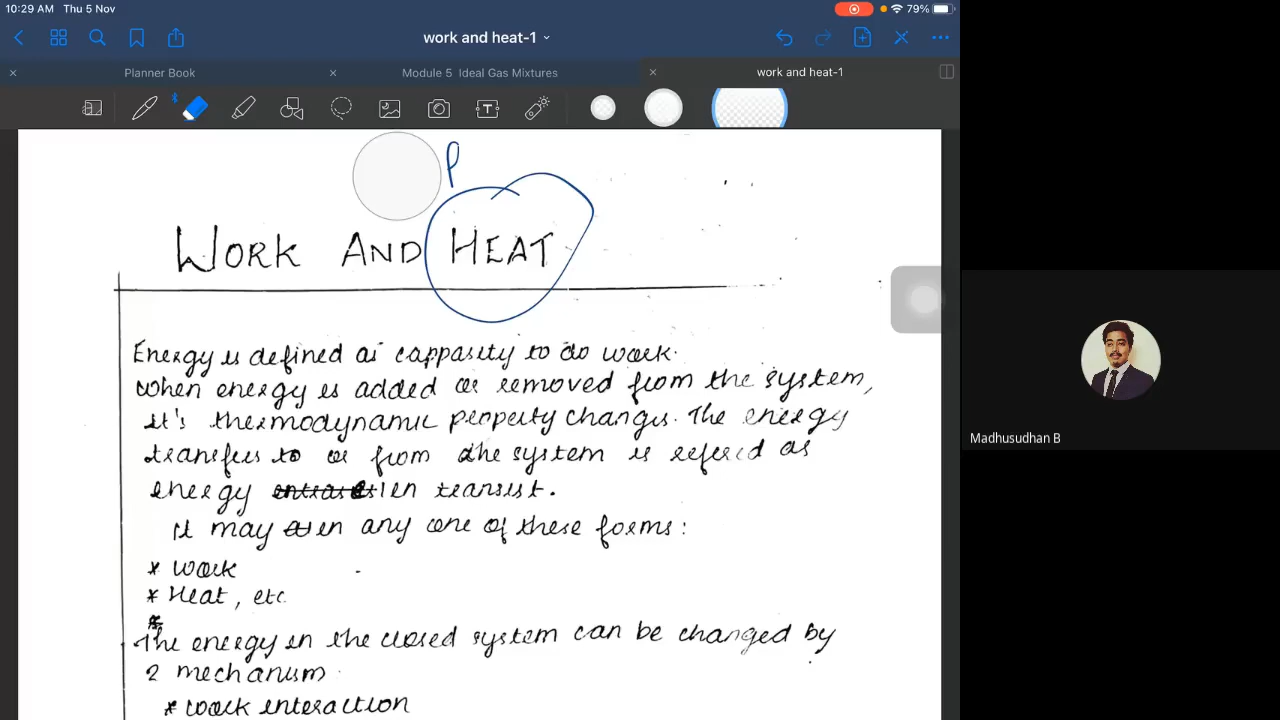 10:29 AM Thu 5 Nov
79%
work and heat-1
Planner Book
Module 5 Ideal Gas Mixtures
work and heat-1
T
P
WORK AND HEAT
Energy is defined as cappasity to do work.
When energy is added or removed from the system,
it's thermodynamic property changes. The energy
transfers to or from the system is refered as
energy in transist.
It may in any one of these forms:
* Work
* Heat, etc
The energy in the closed system can be changed by
2 mechanism
* Work interaction
Madhusudhan B